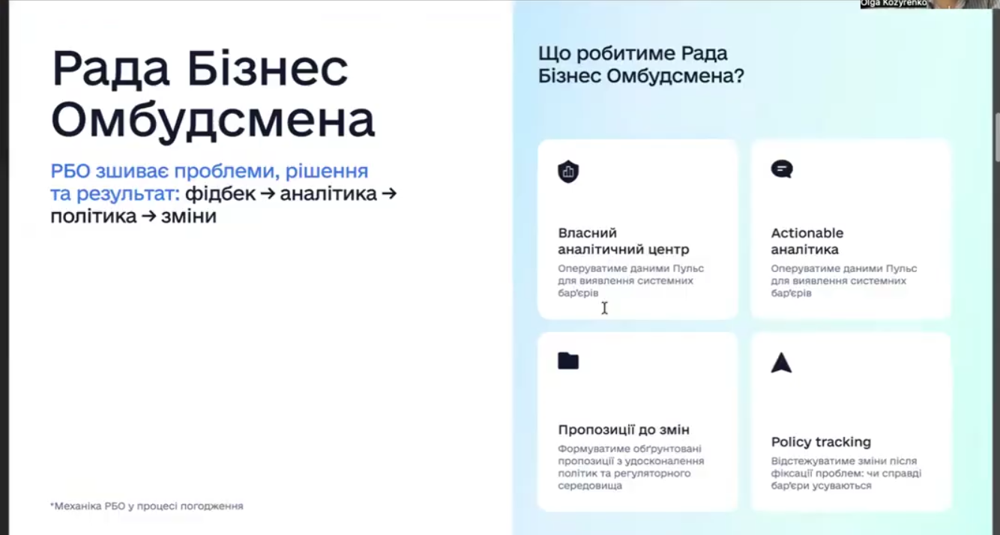 Olga Kozyrenko
Рада Бізнес
Омбудсмена
РБО зшиває проблеми, рішення
та результат: фідбек → аналітика →
політика → зміни
*Механіка РБО у процесі погодження
Що робитиме Рада
Бізнес Омбудсмена?
Власний
аналітичний центр
Оперуватиме даними Пульс
для виявлення системних
бар'єрів
Actionable
аналітика
Оперуватиме даними Пульс
для виявлення системних
бар'єрів
Пропозиції до змін
Формуватиме обґрунтовані
пропозиції з удосконалення
політик та регуляторного
середовища
Policy tracking
Відстежуватиме зміни після
фіксації проблем: чи справді
бар'єри усуваються